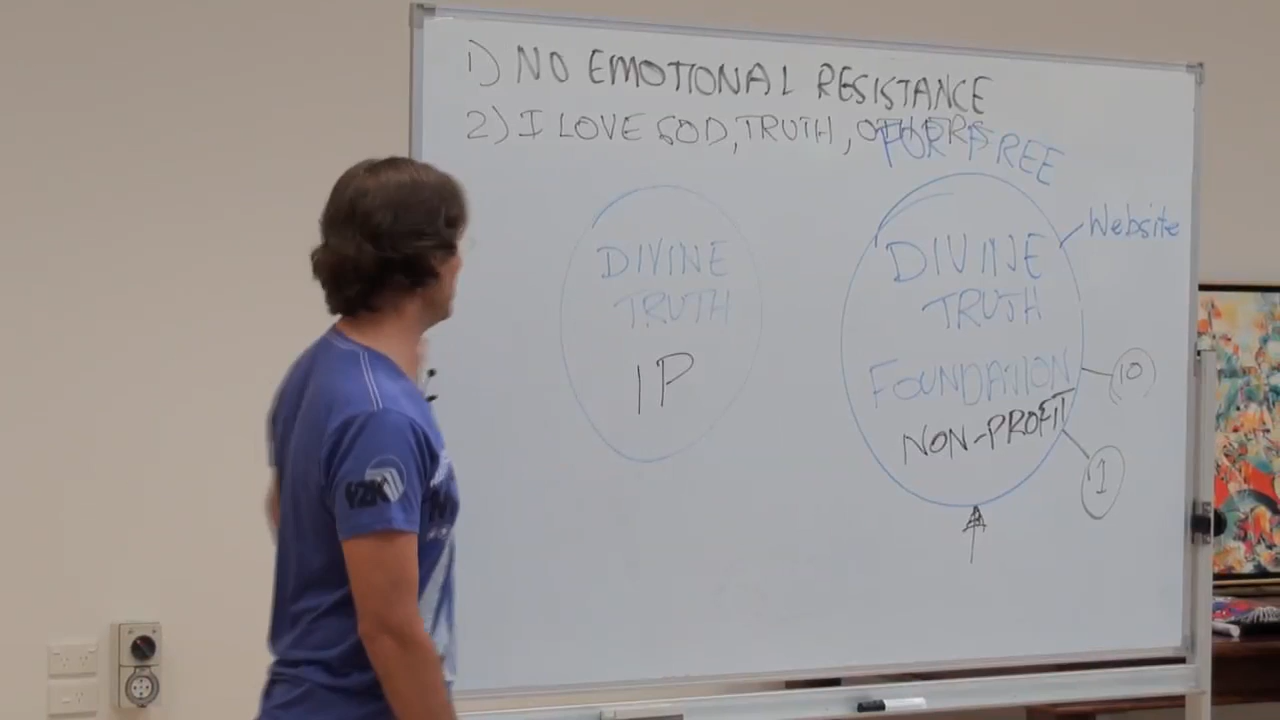 1) NO EMOTIONAL RESISTANCE
2) I LOVE GOD, TRUTH, OTHERS
FOR FREE
DIVINE
TRUTH
IP
DIVINE
TRUTH
FOUNDATION
NON-PROFIT
Website
10
1